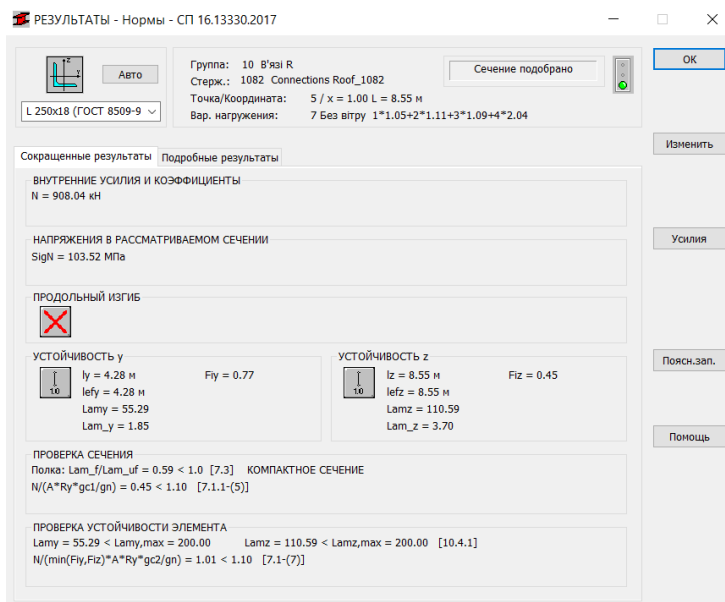 РЕЗУЛЬТАТЫ - Нормы - СП 16.13330.2017
Авто
L 250x18 (ГОСТ 8509-9
Группа: 10 В'язі R
Стерж.: 1082 Connections Roof_1082
Точка/Координата: 5 / x = 1.00 L = 8.55 м
Вар. нагружения: 7 Без вітру 1*1.05+2*1.11+3*1.09+4*2.04
Сечение подобрано
ОК
Изменить
Усилия
Поясн.зап.
Помощь
Сокращенные результаты Подробные результаты
ВНУТРЕННИЕ УСИЛИЯ И КОЭФФИЦИЕНТЫ
N = 908.04 кН
НАПРЯЖЕНИЯ В РАССМАТРИВАЕМОМ СЕЧЕНИИ
SigN = 103.52 МПа
ПРОДОЛЬНЫЙ ИЗГИБ
УСТОЙЧИВОСТЬ y
1.0
ly = 4.28 м Fiy = 0.77
lefy = 4.28 м
Lamy = 55.29
Lam_y = 1.85
УСТОЙЧИВОСТЬ z
1.0
lz = 8.55 м Fiz = 0.45
lefz = 8.55 м
Lamz = 110.59
Lam_z = 3.70
ПРОВЕРКА СЕЧЕНИЯ
Полка: Lam_f/Lam_uf = 0.59 < 1.0 [7.3] КОМПАКТНОЕ СЕЧЕНИЕ
N/(A*Ry*gc1/gn) = 0.45 < 1.10 [7.1.1-(5)]
ПРОВЕРКА УСТОЙЧИВОСТИ ЭЛЕМЕНТА
Lamy = 55.29 < Lamy,max = 200.00 Lamz = 110.59 < Lamz,max = 200.00 [10.4.1]
N/(min(Fiy,Fiz)*A*Ry*gc2/gn) = 1.01 < 1.10 [7.1-(7)]